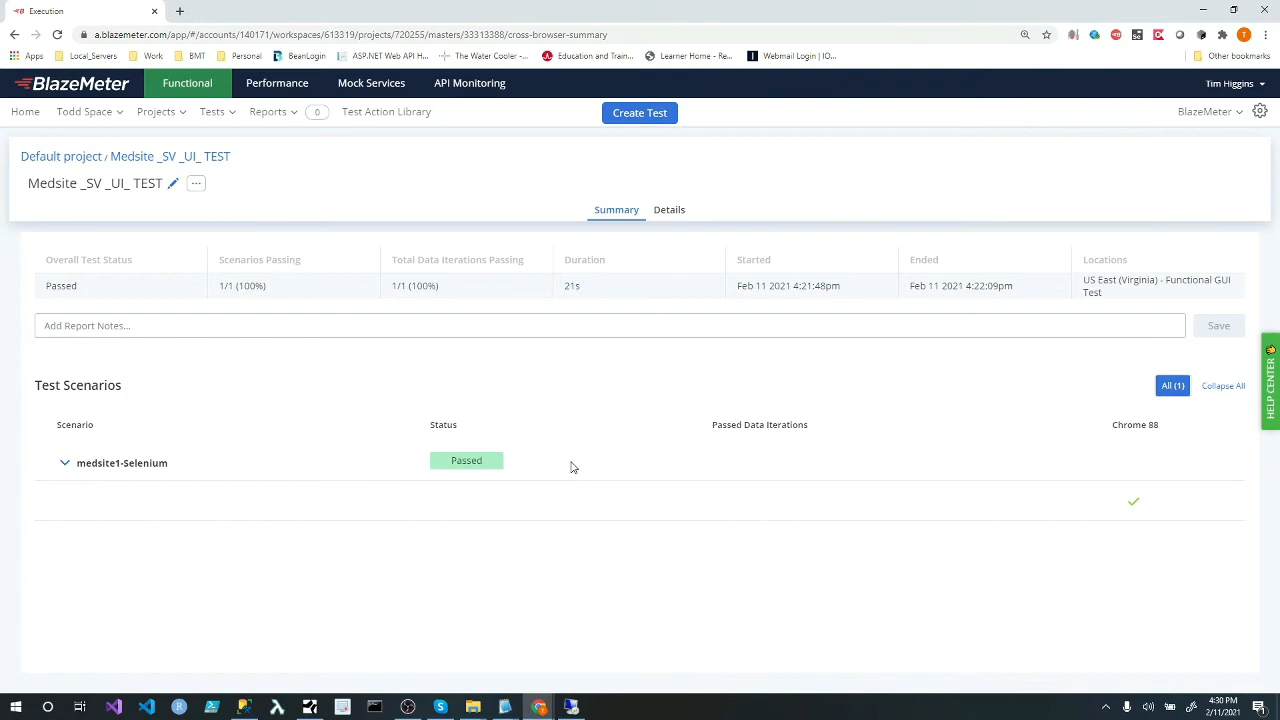 Execution
a.blazemeter.com/app/#/accounts/140171/workspaces/613319/projects/720255/masters/33313388/cross-browser-summary
Apps Local_Servers Work BMT Personal BeanLogin ASP.NET Web API H... The Water Cooler -... Education and Train... Learner Home - Re... Webmail Login | IO... Other bookmarks
BlazeMeter Functional Performance Mock Services API Monitoring Tim Higgins
Home Todd Space Projects Tests Reports 0 Test Action Library Create Test BlazeMeter
Default project / Medsite _SV _UI_ TEST
Medsite _SV _UI_ TEST ...
Summary Details
Overall Test Status Scenarios Passing Total Data Iterations Passing Duration Started Ended Locations
Passed 1/1 (100%) 1/1 (100%) 21s Feb 11 2021 4:21:48pm Feb 11 2021 4:22:09pm US East (Virginia) - Functional GUI
Test
Add Report Notes... Save
HELP CENTER
Test Scenarios All (1) Collapse All
Scenario Status Passed Data Iterations Chrome 88
medsite1-Selenium Passed
4:30 PM
2/11/2021